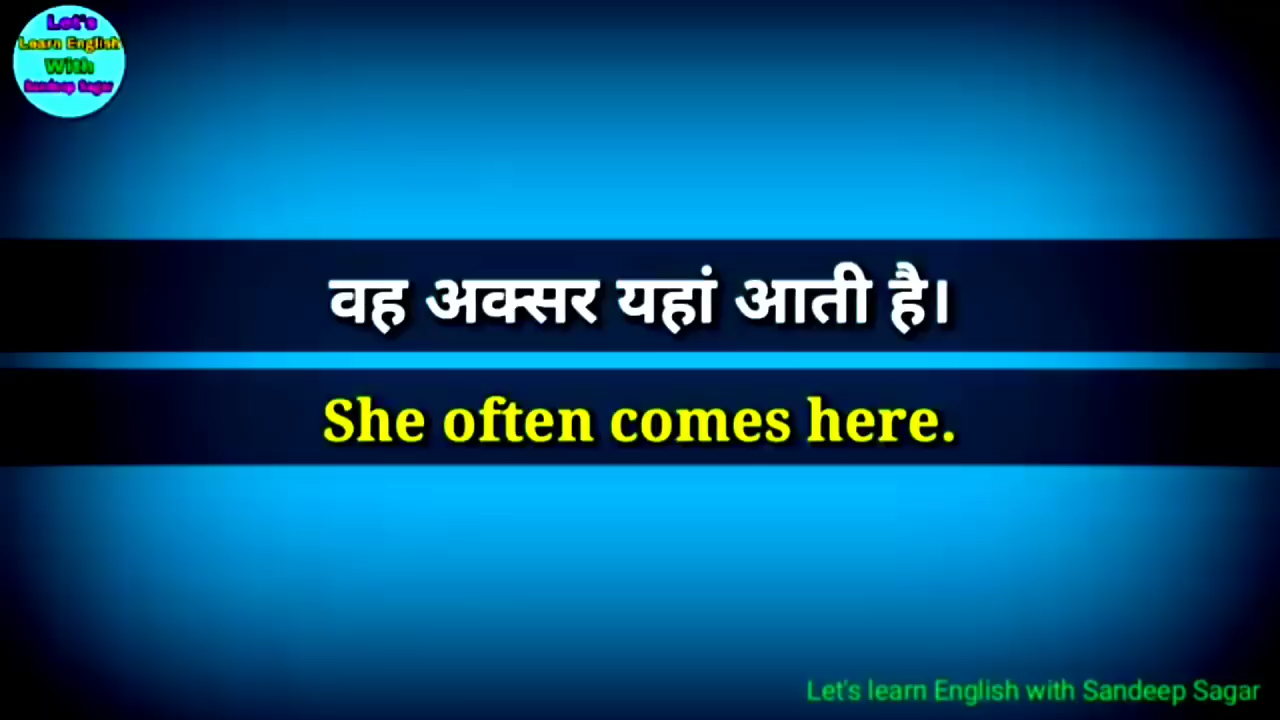 Let's
Learn English
With
Sandeep Sagar
वह अक्सर यहां आती है।
She often comes here.
Let's learn English with Sandeep Sagar